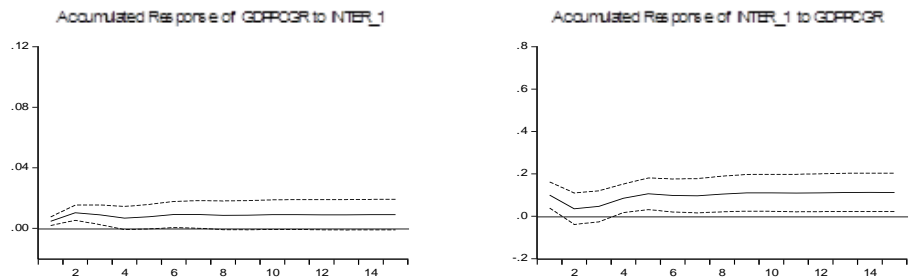 Accumulated Response of GDPPCGR to INTER_1
.12
.08
.04
.00
2 4 6 8 10 12 14
Accumulated Response of INTER_1 to GDPPCGR
.8
.6
.4
.2
.0
-.2
2 4 6 8 10 12 14